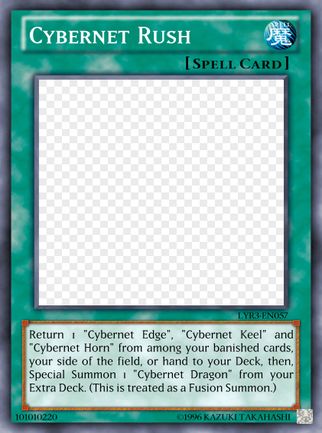 Cybernet Rush
魔
[Spell Card]
LYR3-EN057
Return 1 "Cybernet Edge", "Cybernet Keel" and
"Cybernet Horn" from among your banished cards,
your side of the field, or hand to your Deck, then,
Special Summon 1 "Cybernet Dragon" from your
Extra Deck. (This is treated as a Fusion Summon.)
101010220
©1996 KAZUKI TAKAHASHI